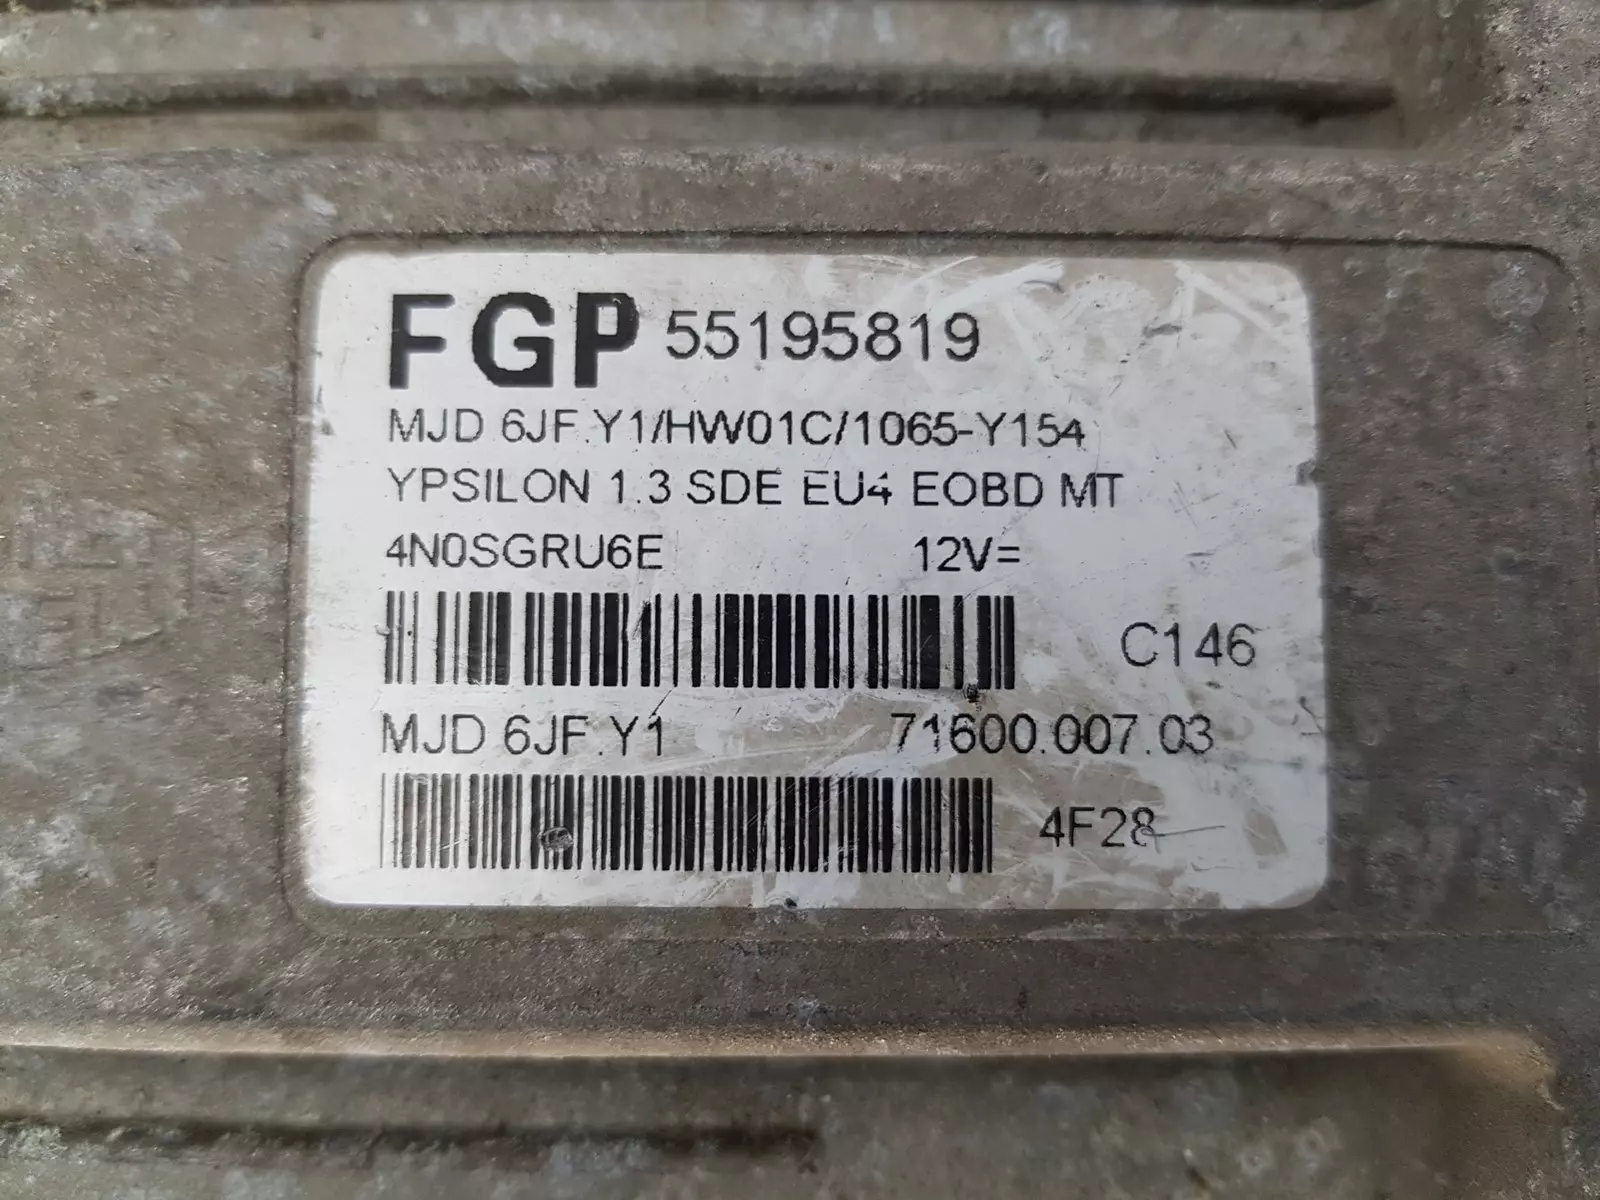 FGP 55195819
MJD 6JF.Y1/HW01C/1065-Y154
YPSILON 1.3 SDE EU4 EOBD MT
4N0SGRU6E 12V=
C146
MJD 6JF.Y1 71600.007.03
4F28